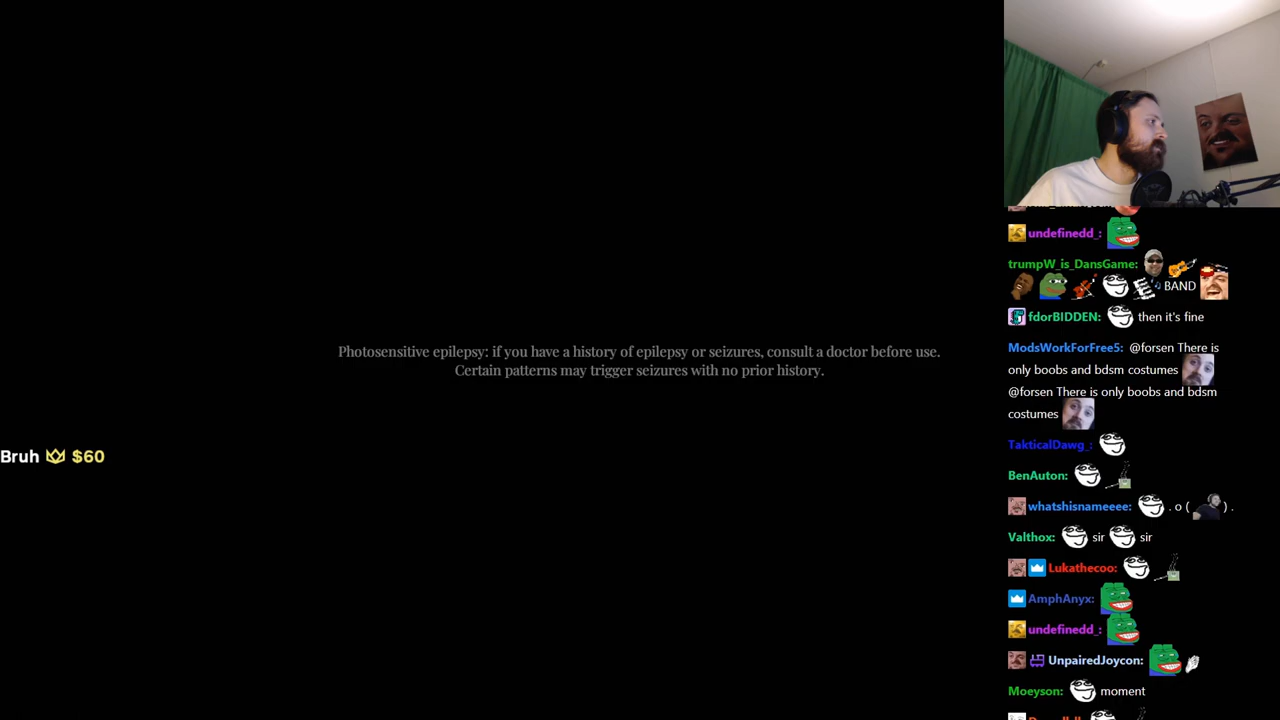 Photosensitive epilepsy: if you have a history of epilepsy or seizures, consult a doctor before use.
Certain patterns may trigger seizures with no prior history.
Bruh $60
undefinedd_:
trumpW_is_DansGame:
BAND
fdorBIDDEN: then it's fine
ModsWorkForFree5: @forsen There is
only boobs and bdsm costumes
@forsen There is only boobs and bdsm
costumes
TakticalDawg_:
BenAuton:
whatshisnameeee: . o ( ) .
Valthox: sir sir
Lukathecoo:
AmphAnyx:
undefinedd_:
UnpairedJoycon:
Moeyson: moment